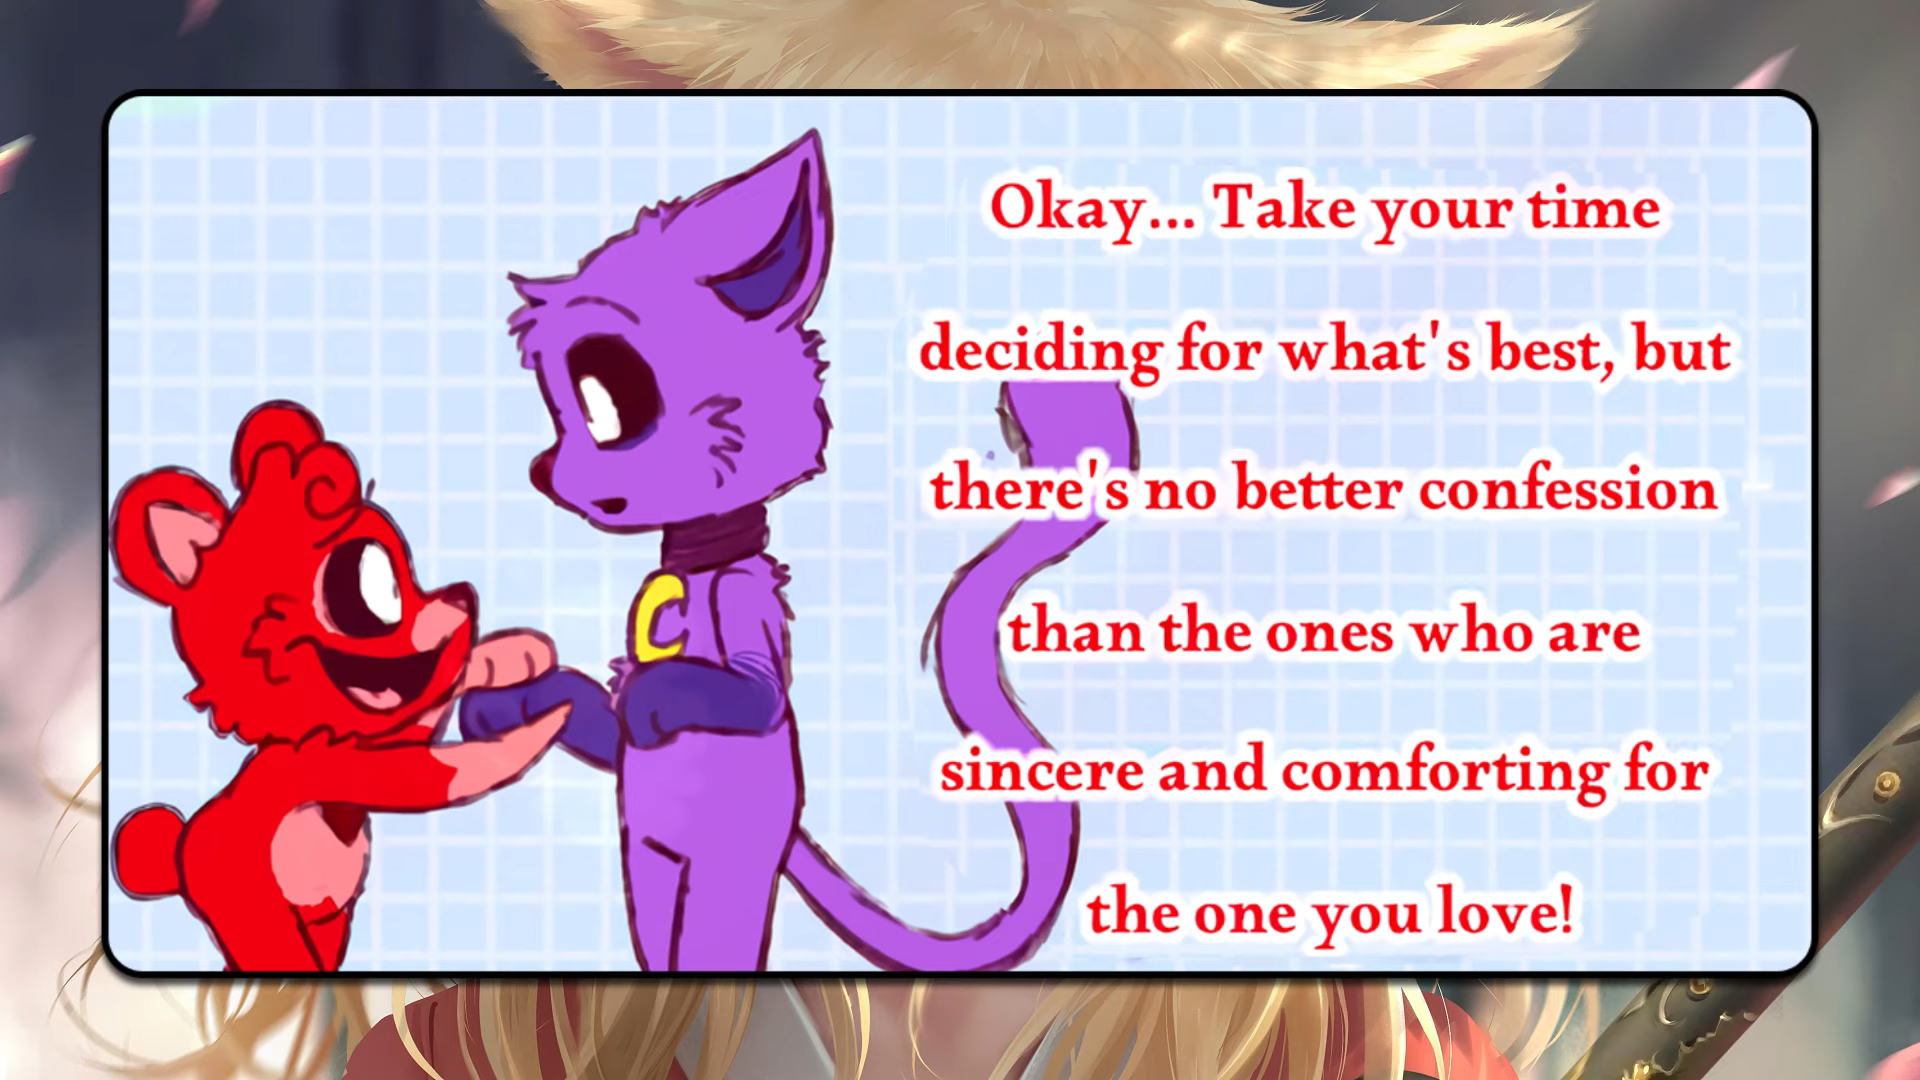 Okay... Take your time
deciding for what's best, but
there's no better confession
than the ones who are
sincere and comforting for
the one you love!
C